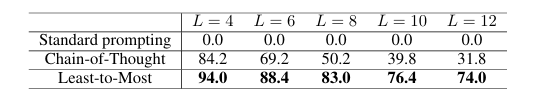 L = 4 L = 6 L = 8 L = 10 L = 12
Standard prompting 0.0 0.0 0.0 0.0 0.0
Chain-of-Thought 84.2 69.2 50.2 39.8 31.8
Least-to-Most 94.0 88.4 83.0 76.4 74.0